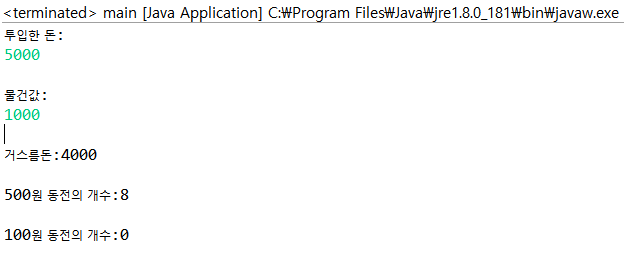 <terminated> main [Java Application] C:₩Program Files₩Java₩jre1.8.0_181₩bin₩javaw.exe
투입한 돈:
5000
물건값:
1000
거스름돈:4000
500원 동전의 개수:8
100원 동전의 개수:0